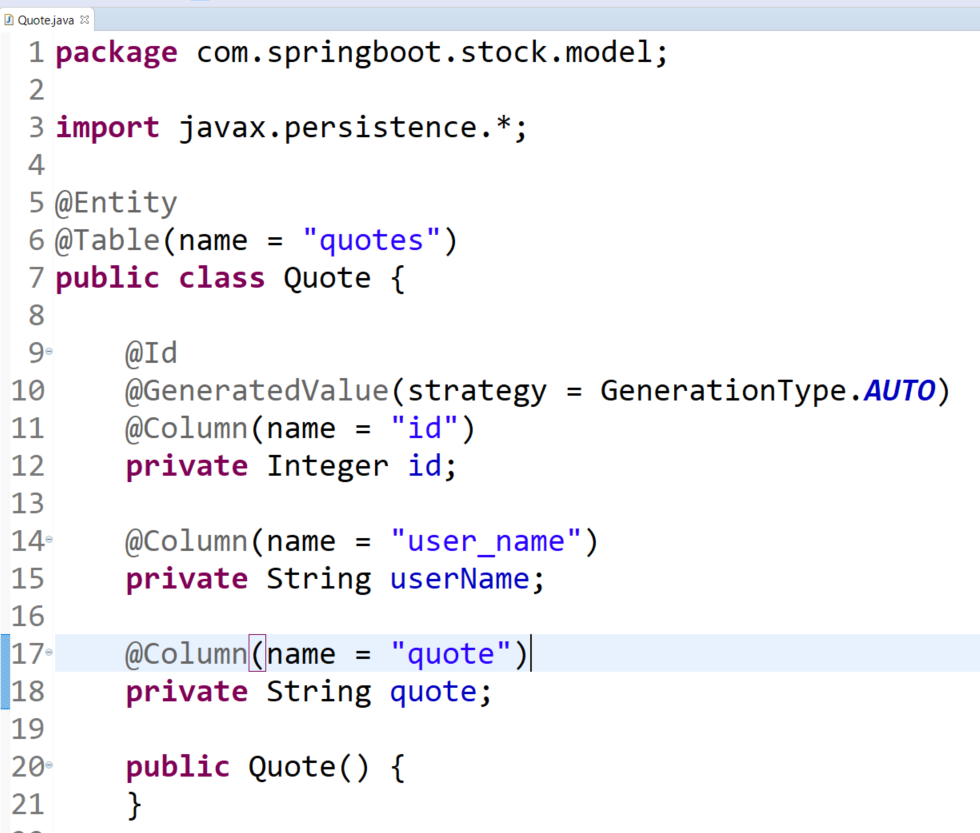 Quote.java
1 package com.springboot.stock.model;
2
3 import javax.persistence.*;
4
5 @Entity
6 @Table(name = "quotes")
7 public class Quote {
8
9 @Id
10 @GeneratedValue(strategy = GenerationType.AUTO)
11 @Column(name = "id")
12 private Integer id;
13
14 @Column(name = "user_name")
15 private String userName;
16
17 @Column(name = "quote")
18 private String quote;
19
20 public Quote() {
21 }